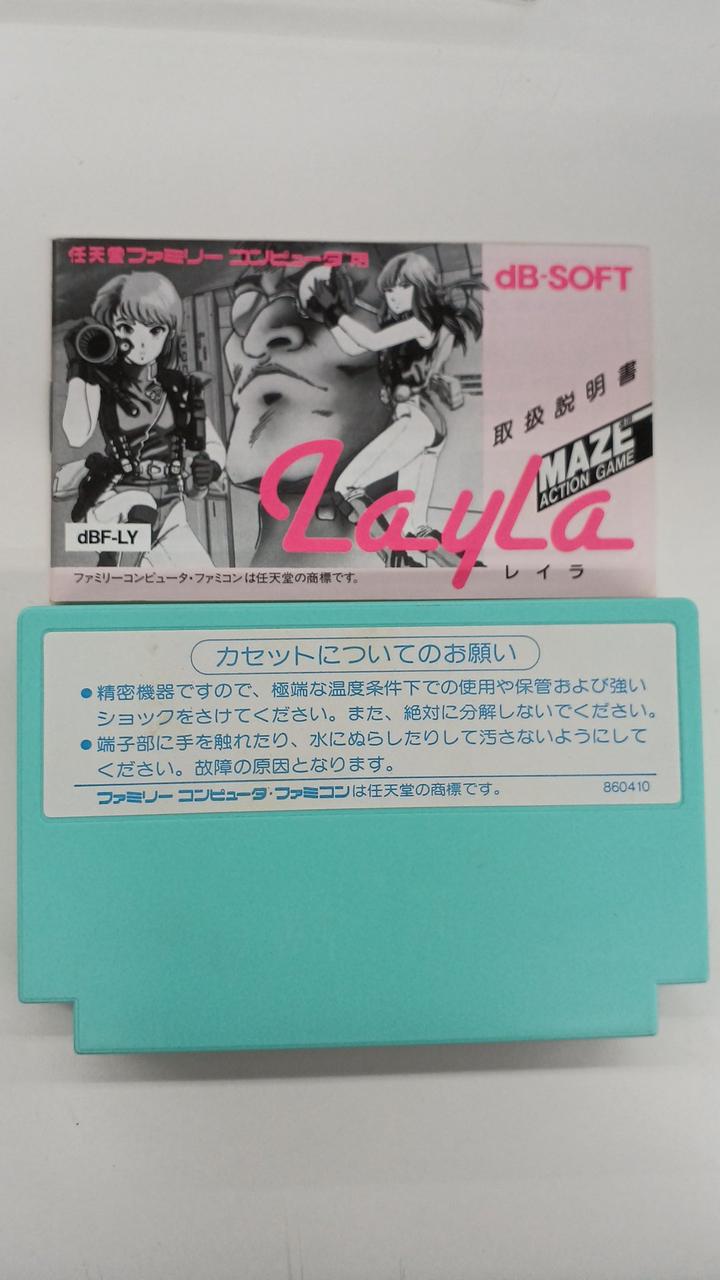 任天堂ファミリー コンピュータ用
dB-SOFT
取扱説明書
MAZE
ACTION GAME
Layla
レイラ
dBF-LY
ファミリーコンピュータ・ファミコンは任天堂の商標です。
カセットについてのお願い
●精密機器ですので、極端な温度条件下での使用や保管および強い
ショックをさけてください。また、絶対に分解しないでください。
●端子部に手を触れたり、水にぬらしたりして汚さないようにして
ください。故障の原因となります。
ファミリー コンピュータ・ファミコンは任天堂の商標です。 860410